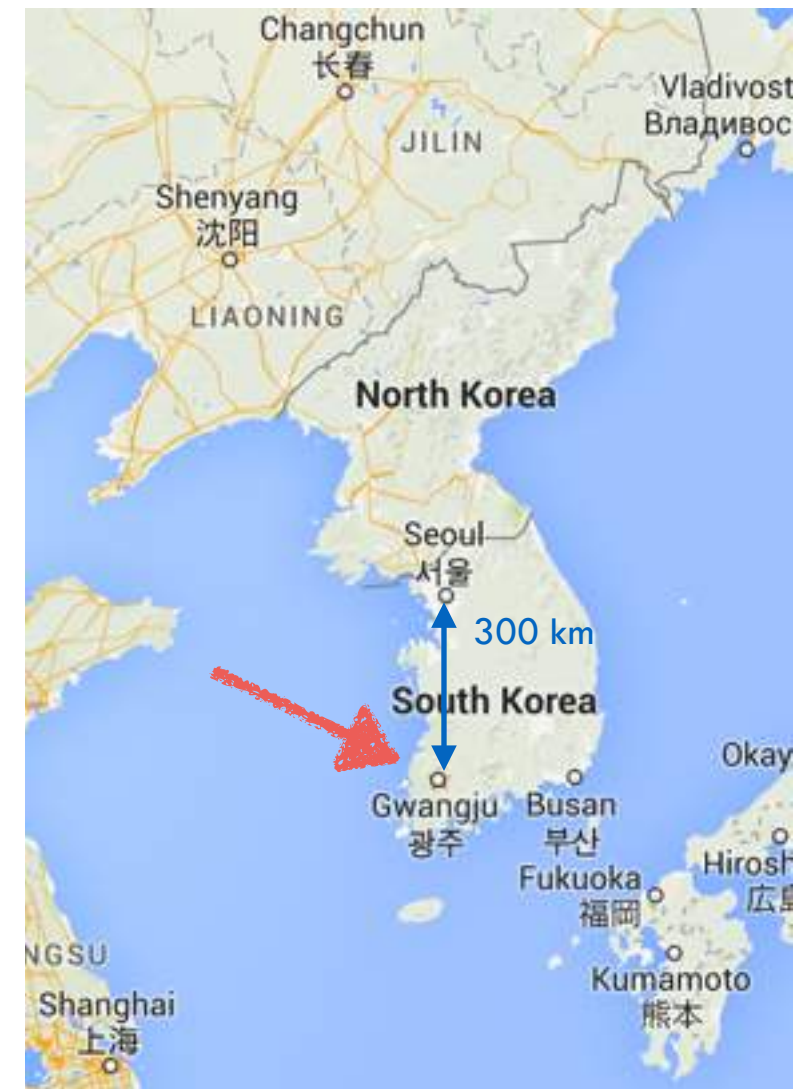 Changchun
长春
Vladivost
Владивос
JILIN
Shenyang
沈阳
LIAONING
North Korea
Seoul
서울
300 km
South Korea
Okay
Gwangju
광주
Busan
부산
Hirosh
広島
Fukuoka
福岡
NGSU
Kumamoto
熊本
Shanghai
上海